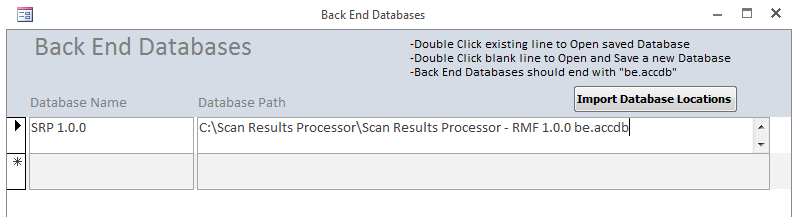 Back End Databases
Back End Databases
-Double Click existing line to Open saved Database
-Double Click blank line to Open and Save a new Database
-Back End Databases should end with "be.accdb"
Import Database Locations
Database Name
Database Path
SRP 1.0.0
C:\Scan Results Processor\Scan Results Processor - RMF 1.0.0 be.accdb